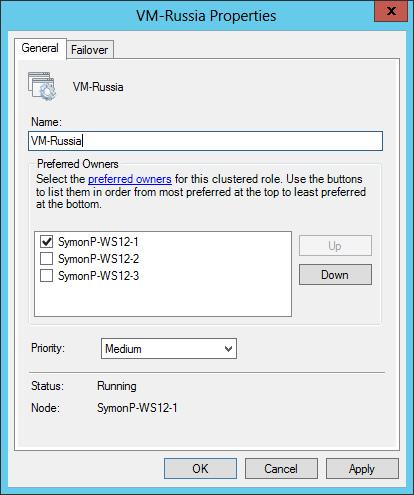 VM-Russia Properties
x
General
Failover
VM-Russia
Name:
VM-Russia
Preferred Owners
Select the preferred owners for this clustered role. Use the buttons
to list them in order from most preferred at the top to least preferred
at the bottom.
SymonP-WS12-1
SymonP-WS12-2
SymonP-WS12-3
Up
Down
Priority:
Medium
Status:
Running
Node:
SymonP-WS12-1
OK
Cancel
Apply